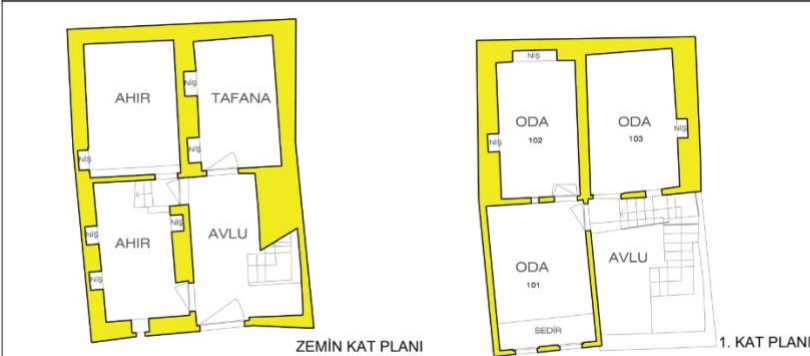 AHIR
TAFANA
NİŞ
NİŞ
NİŞ
AHIR
AVLU
NİŞ
NİŞ
NİŞ
ZEMİN KAT PLANI
NİŞ
ODA
102
ODA
103
NİŞ
NİŞ
ODA
101
AVLU
SEDİR
1. KAT PLANI